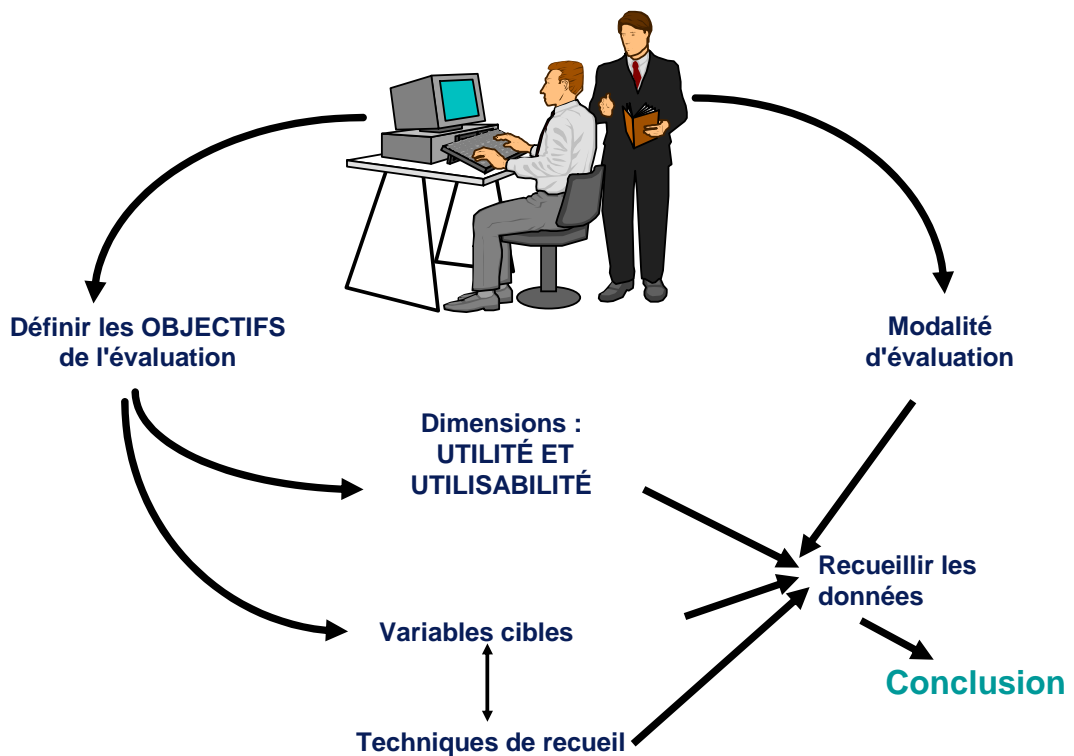 Définir les OBJECTIFS
de l'évaluation
Modalité
d'évaluation
Dimensions :
UTILITÉ ET
UTILISABILITÉ
Recueillir les
données
Variables cibles
Conclusion
Techniques de recueil